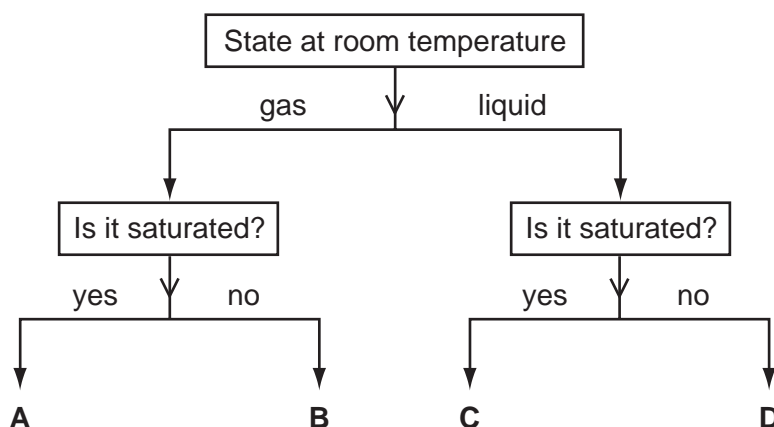 State at room temperature
gas liquid
Is it saturated? Is it saturated?
yes no yes no
A B C D